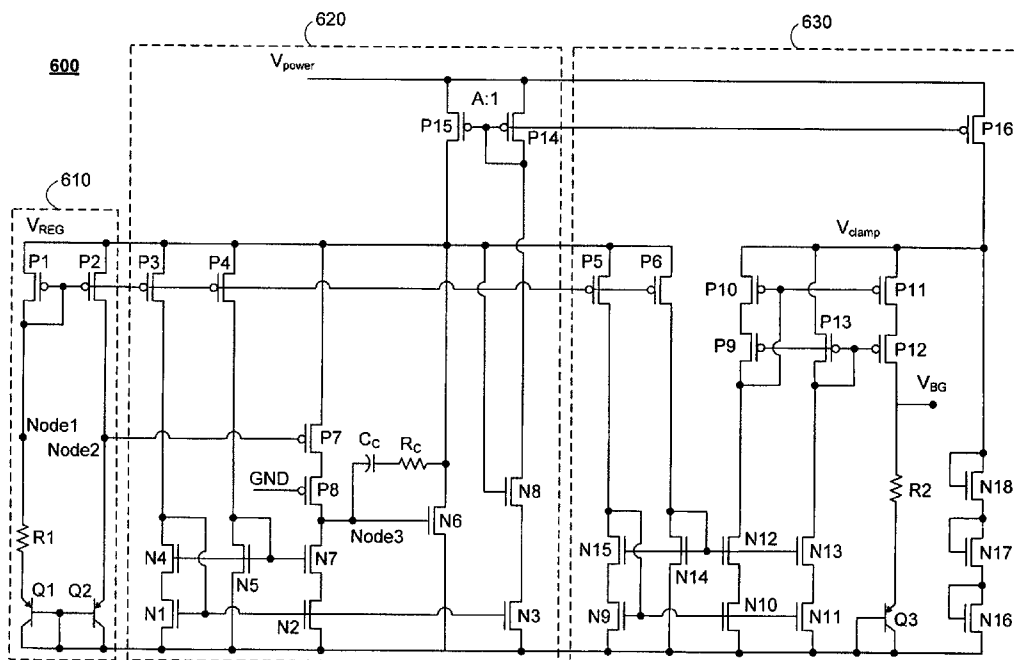 620
630
600
Vpower
A:1
P15
P14
P16
610
VREG
Vclamp
P1
P2
P3
P4
P5
P6
P10
P11
P13
P9
P12
VBG
Node1
Node2
P7
CC
RC
GND
P8
N8
R2
N18
Node3
N6
R1
N4
N5
N7
N15
N14
N12
N13
N17
Q1
Q2
N1
N2
N3
N9
N10
N11
Q3
N16